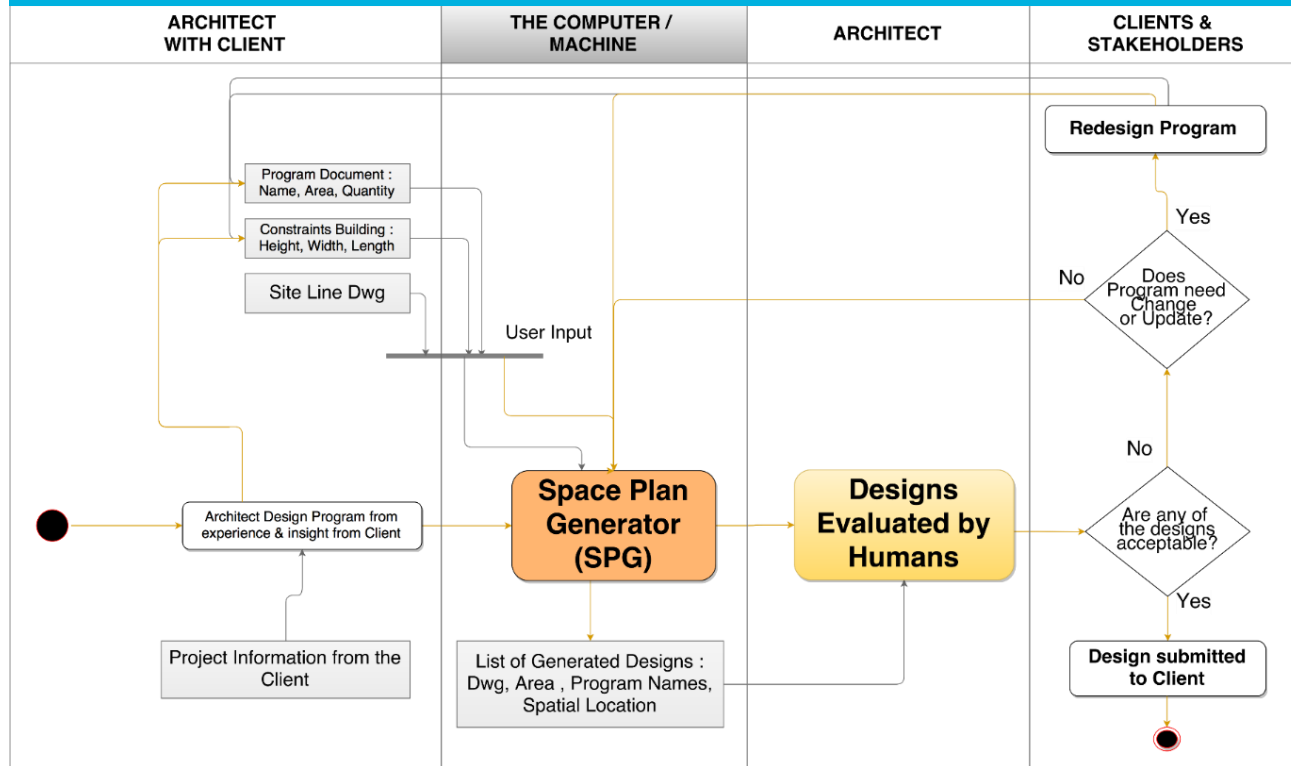 ARCHITECT
WITH CLIENT
THE COMPUTER /
MACHINE
ARCHITECT
CLIENTS &
STAKEHOLDERS
Redesign Program
Program Document :
Name, Area, Quantity
Yes
Constraints Building :
Height, Width, Length
No
Does
Program need
Change
or Update?
Site Line Dwg
User Input
No
Space Plan
Generator
(SPG)
Designs
Evaluated by
Humans
Architect Design Program from
experience & insight from Client
Are any of
the designs
acceptable?
Yes
Project Information from the
Client
List of Generated Designs :
Dwg, Area , Program Names,
Spatial Location
Design submitted
to Client